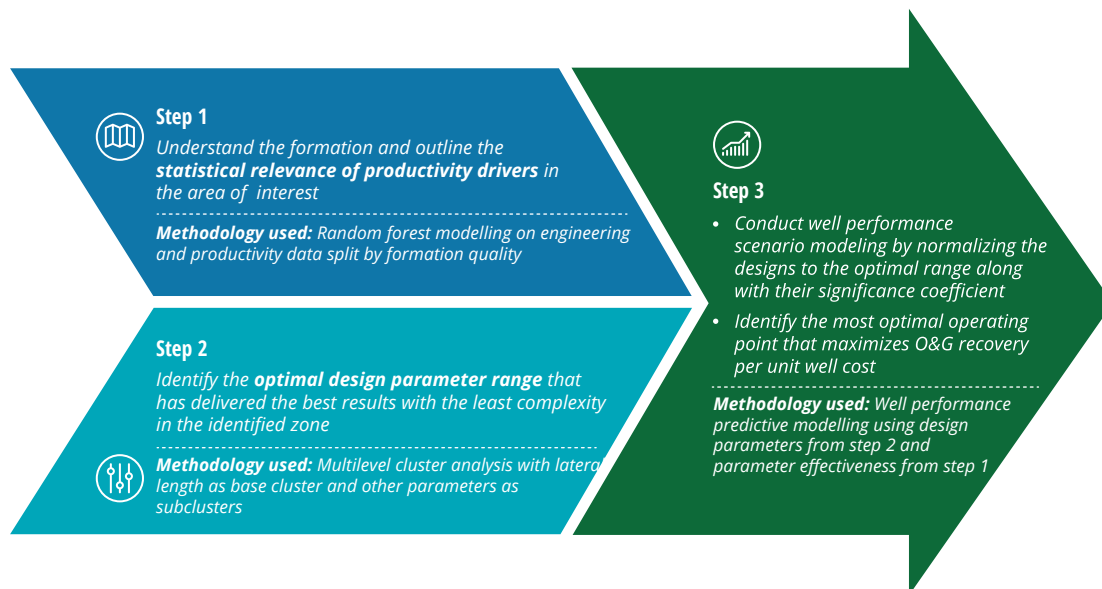 Step 1
Understand the formation and outline the
statistical relevance of productivity drivers in
the area of interest
Methodology used: Random forest modelling on engineering
and productivity data split by formation quality
Step 2
Identify the optimal design parameter range that
has delivered the best results with the least complexity
in the identified zone
Methodology used: Multilevel cluster analysis with lateral
length as base cluster and other parameters as
subclusters
Step 3
• Conduct well performance
scenario modeling by normalizing the
designs to the optimal range along
with their significance coefficient
• Identify the most optimal operating
point that maximizes O&G recovery
per unit well cost
Methodology used: Well performance
predictive modelling using design
parameters from step 2 and
parameter effectiveness from step 1